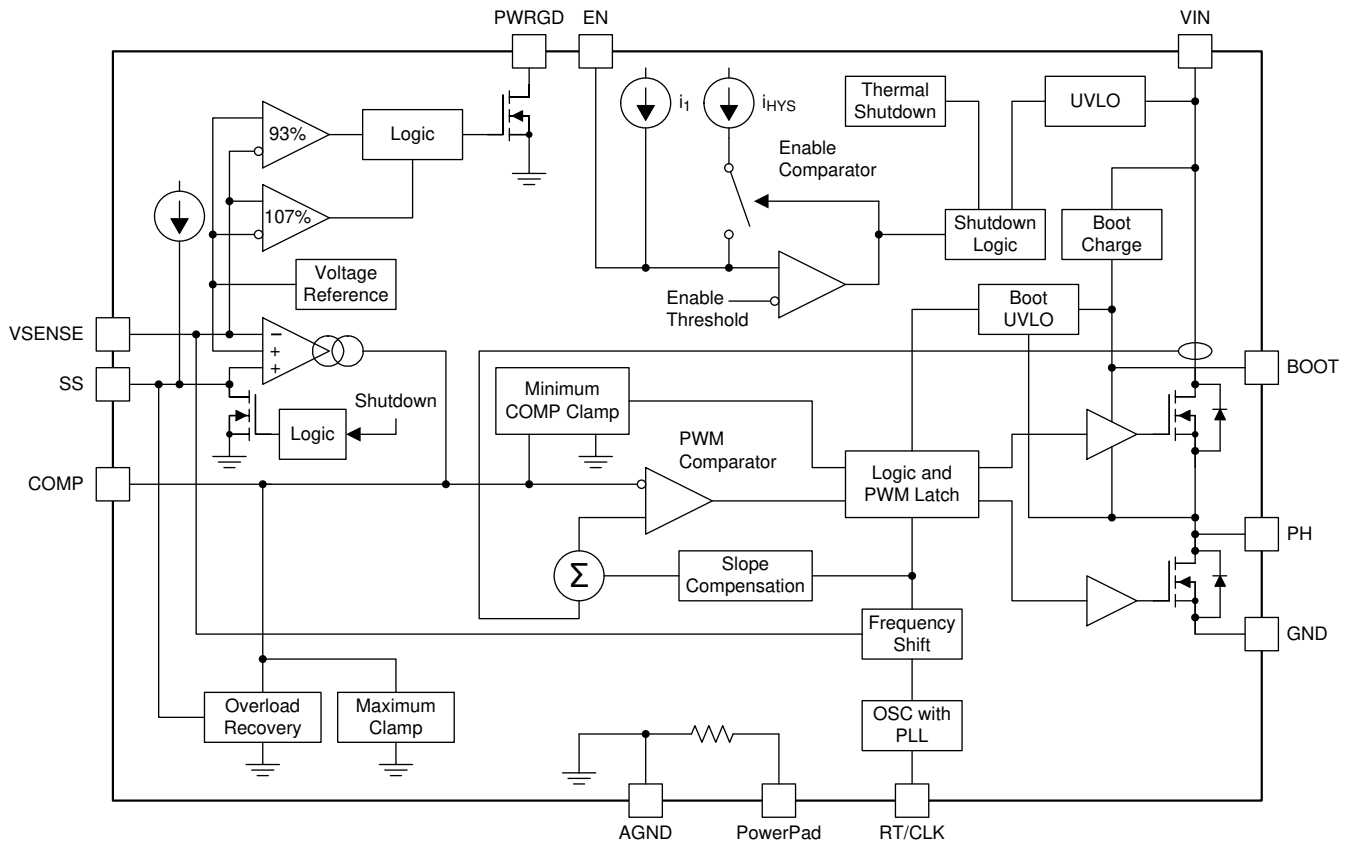 PWRGD
EN
VIN
93%
Logic
i1
iHYS
Thermal
Shutdown
UVLO
Enable
Comparator
107%
Shutdown
Logic
Boot
Charge
Voltage
Reference
Enable
Threshold
Boot
UVLO
VSENSE
−
+
+
SS
BOOT
Shutdown
Logic
Minimum
COMP Clamp
PWM
Comparator
COMP
Logic and
PWM Latch
PH
Σ
Slope
Compensation
Frequency
Shift
GND
Overload
Recovery
Maximum
Clamp
OSC with
PLL
AGND
PowerPad
RT/CLK